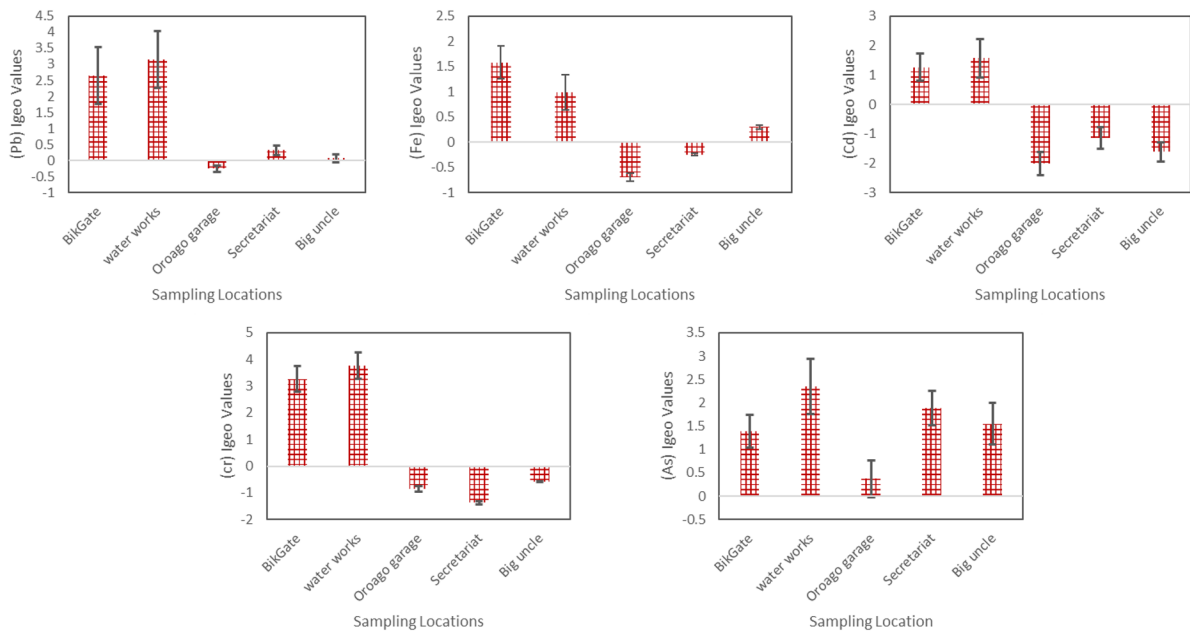 (Pb) Igeo Values
4.5
4
3.5
3
2.5
2
1.5
1
0.5
0
-0.5
-1
BikGate
water works
Oroago garage
Secretariat
Big uncle
Sampling Locations
(Fe) Igeo Values
2.5
2
1.5
1
0.5
0
-0.5
-1
BikGate
water works
Oroago garage
Secretariat
Big uncle
Sampling Locations
(Cd) Igeo Values
3
2
1
0
-1
-2
-3
BikGate
water works
Oroago garage
Secretariat
Big uncle
Sampling Locations
(cr) Igeo Values
5
4
3
2
1
0
-1
-2
BikGate
water works
Oroago garage
Secretariat
Big uncle
Sampling Locations
(As) Igeo Values
3.5
3
2.5
2
1.5
1
0.5
0
-0.5
BikGate
water works
Oroago garage
Secretariat
Big uncle
Sampling Location